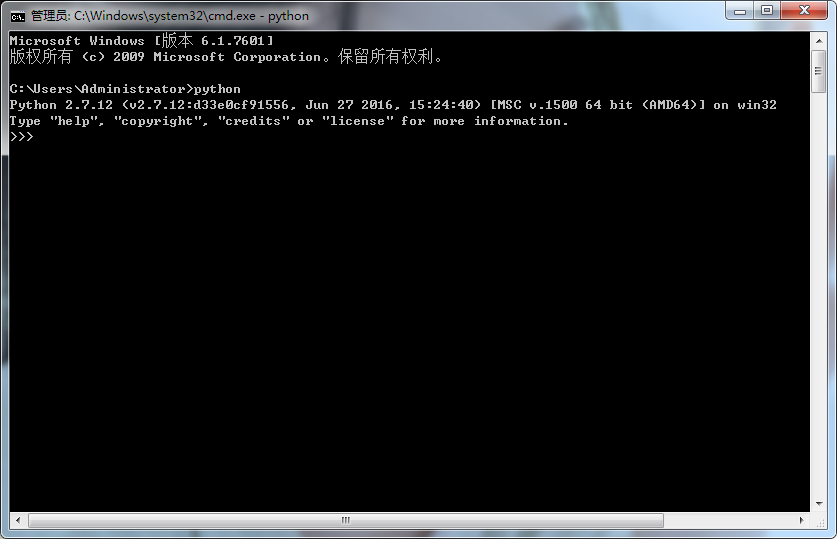 管理员: C:\Windows\system32\cmd.exe - python
Microsoft Windows [版本 6.1.7601]
版权所有 (c) 2009 Microsoft Corporation。保留所有权利。
C:\Users\Administrator>python
Python 2.7.12 (v2.7.12:d33e0cf91556, Jun 27 2016, 15:24:40) [MSC v.1500 64 bit (AMD64)] on win32
Type "help", "copyright", "credits" or "license" for more information.
>>>